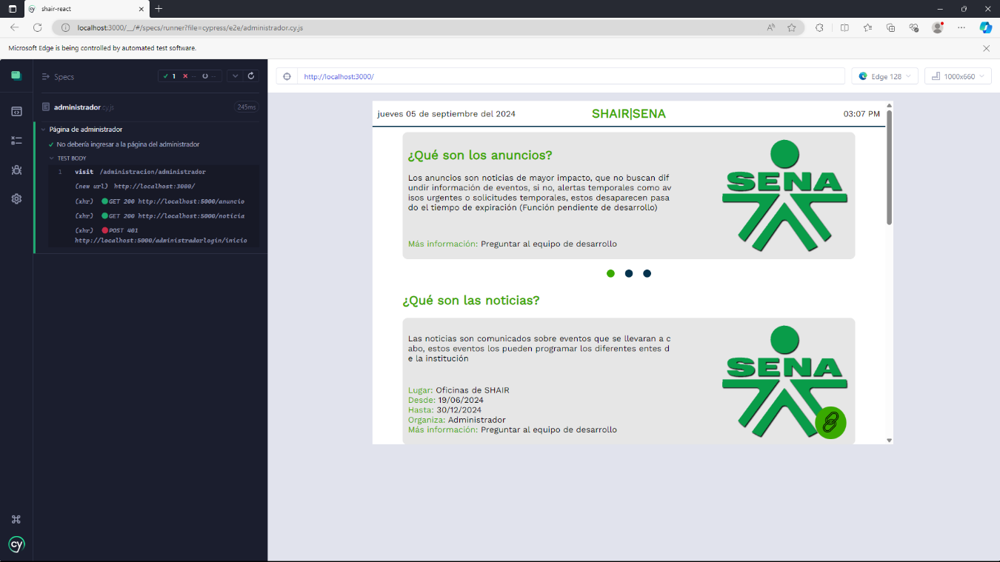 shair-react
localhost:3000/__/#/specs/runner?file=cypress/e2e/administrador.cy.js
Microsoft Edge is being controlled by automated test software.
Specs
1 -- --
administrador.cy.js
245ms
Página de administrador
No debería ingresar a la página del administrador
TEST BODY
1 visit /administracion/administrador
(new url) http://localhost:3000/
(xhr) GET 200 http://localhost:5000/anuncio
(xhr) GET 200 http://localhost:5000/noticia
(xhr) POST 401
http://localhost:5000/administradorlogin/inicio
cy
http://localhost:3000/
Edge 128
1000x660
jueves 05 de septiembre del 2024
SHAIR|SENA
03:07 PM
¿Qué son los anuncios?
Los anuncios son noticias de mayor impacto, que no buscan dif
undir información de eventos, si no, alertas temporales como av
isos urgentes o solicitudes temporales, estos desaparecen pasa
do el tiempo de expiración (Función pendiente de desarrollo)
Más información: Preguntar al equipo de desarrollo
SENA
¿Qué son las noticias?
Las noticias son comunicados sobre eventos que se llevaran a c
abo, estos eventos los pueden programar los diferentes entes d
e la institución
Lugar: Oficinas de SHAIR
Desde: 19/06/2024
Hasta: 30/12/2024
Organiza: Administrador
Más información: Preguntar al equipo de desarrollo
SENA